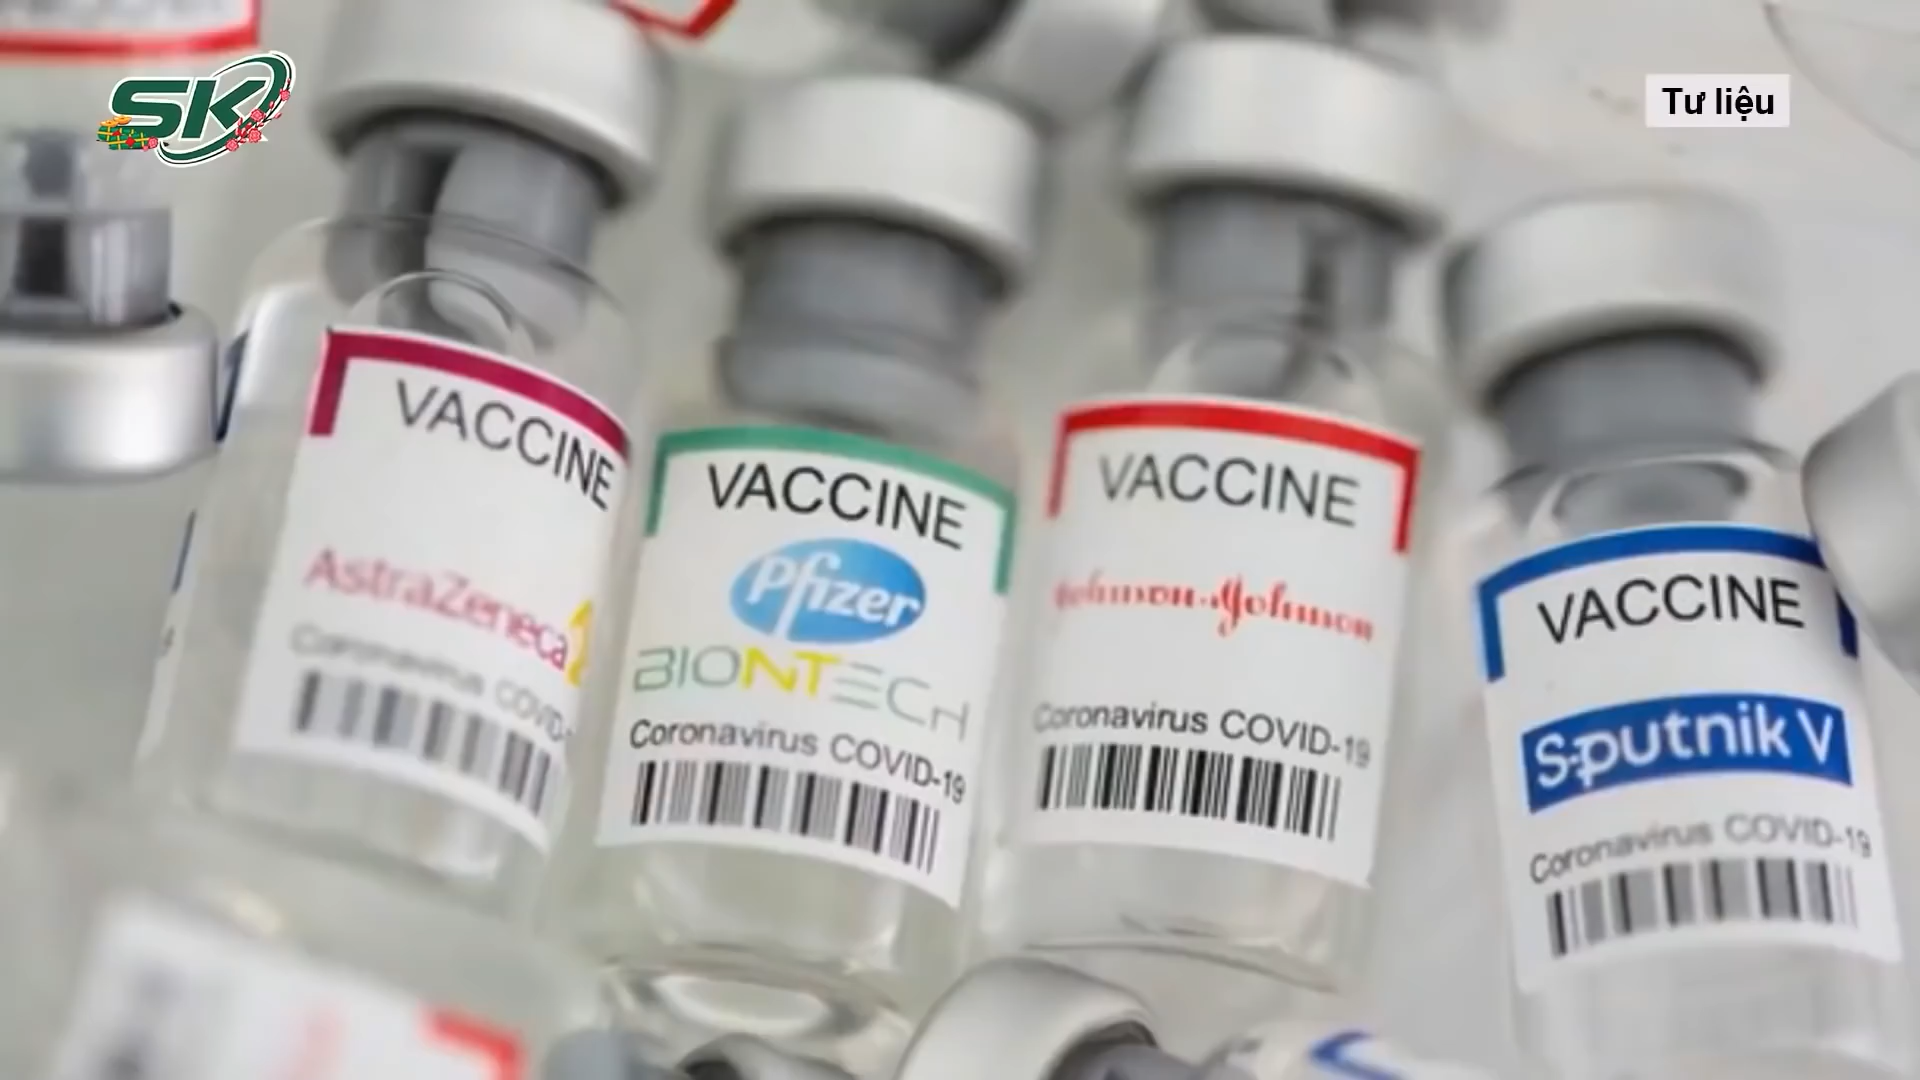 SK
Tư liệu
VACCINE
AstraZeneca
Coronavirus COVID-
VACCINE
Pfizer
BIONTECH
Coronavirus COVID-19
VACCINE
Johnson & Johnson
Coronavirus COVID-19
VACCINE
Sputnik V
Coronavirus COVID-19